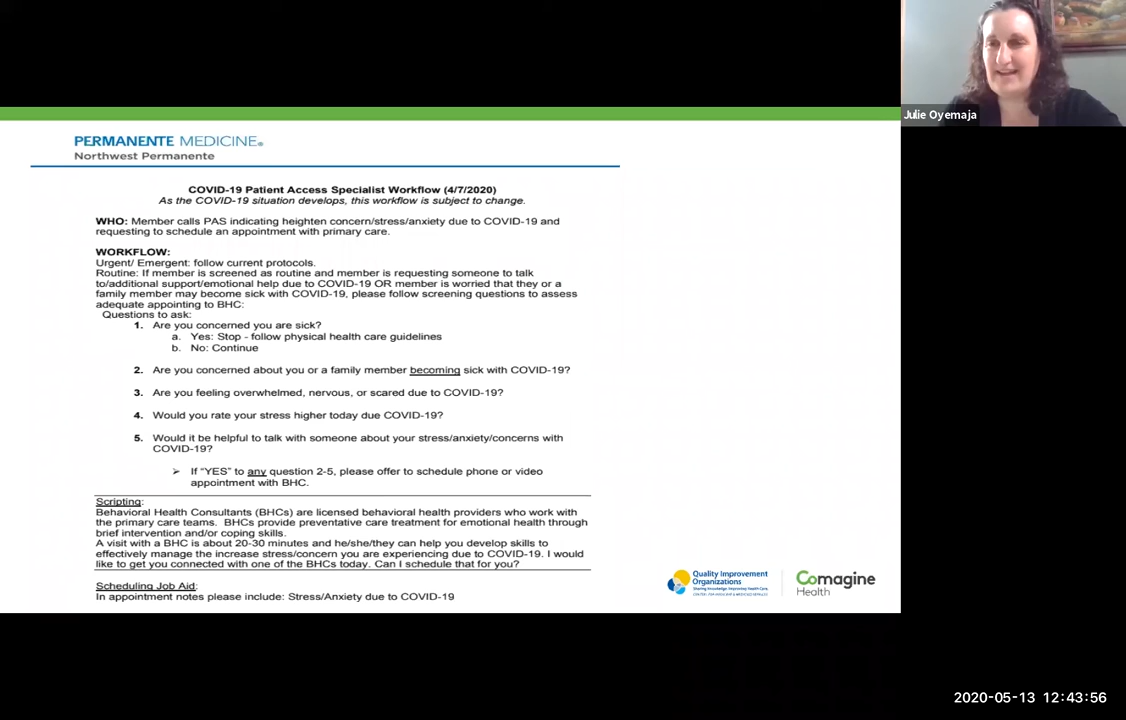 Julie Oyemaja
PERMANENTE MEDICINE®
Northwest Permanente
COVID-19 Patient Access Specialist Workflow (4/7/2020)
As the COVID-19 situation develops, this workflow is subject to change.
WHO: Member calls PAS indicating heighten concern/stress/anxiety due to COVID-19 and
requesting to schedule an appointment with primary care.
WORKFLOW:
Urgent/ Emergent: follow current protocols.
Routine: If member is screened as routine and member is requesting someone to talk
to/additional support/emotional help due to COVID-19 OR member is worried that they or a
family member may become sick with COVID-19, please follow screening questions to assess
adequate appointing to BHC:
Questions to ask:
1. Are you concerned you are sick?
a. Yes: Stop - follow physical health care guidelines
b. No: Continue
2. Are you concerned about you or a family member becoming sick with COVID-19?
3. Are you feeling overwhelmed, nervous, or scared due to COVID-19?
4. Would you rate your stress higher today due COVID-19?
5. Would it be helpful to talk with someone about your stress/anxiety/concerns with
COVID-19?
➢ If “YES” to any question 2-5, please offer to schedule phone or video
appointment with BHC.
Scripting:
Behavioral Health Consultants (BHCs) are licensed behavioral health providers who work with
the primary care teams. BHCs provide preventative care treatment for emotional health through
brief intervention and/or coping skills.
A visit with a BHC is about 20-30 minutes and he/she/they can help you develop skills to
effectively manage the increase stress/concern you are experiencing due to COVID-19. I would
like to get you connected with one of the BHCs today. Can I schedule that for you?
Scheduling Job Aid:
In appointment notes please include: Stress/Anxiety due to COVID-19
Quality Improvement
Organizations
Sharing Knowledge. Improving Health Care.
CENTERS FOR MEDICARE & MEDICAID SERVICES
Comagine
Health
2020-05-13 12:43:56